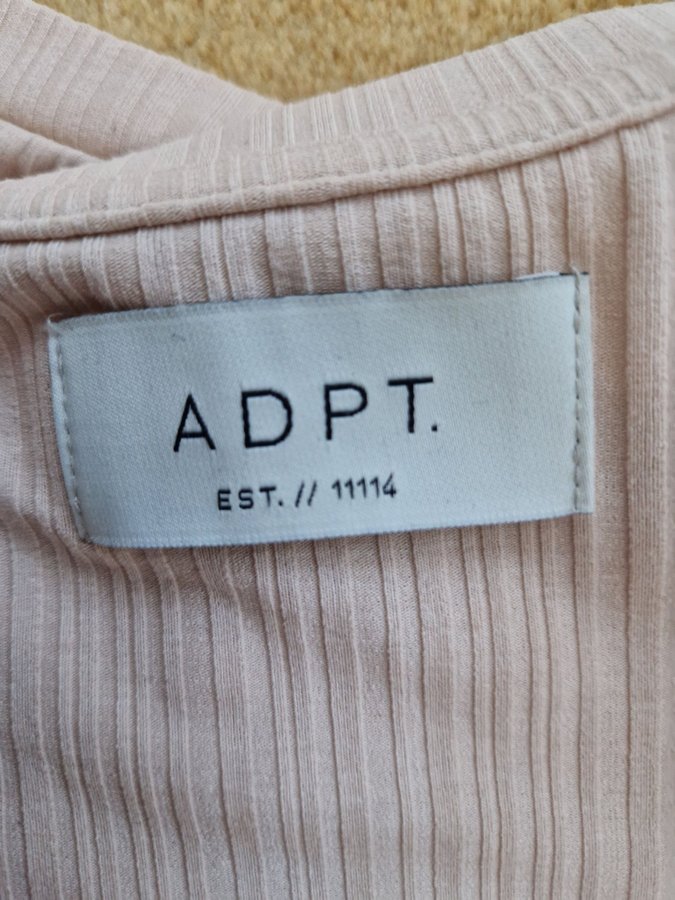 ADPT.
EST. // 11114